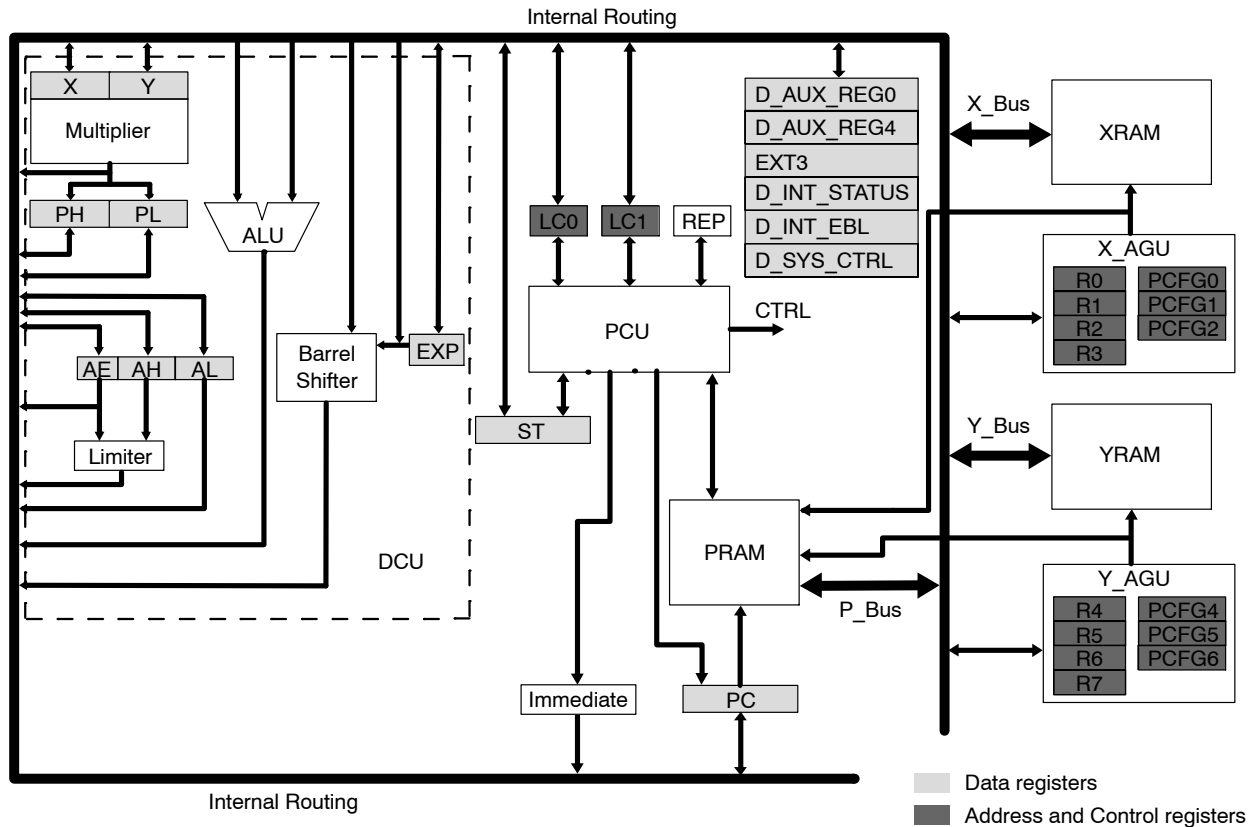 Internal Routing
X
Y
Multiplier
PH
PL
ALU
AE
AH
AL
Limiter
Barrel
Shifter
EXP
DCU
LC0
LC1
REP
PCU
CTRL
ST
D_AUX_REG0
D_AUX_REG4
EXT3
D_INT_STATUS
D_INT_EBL
D_SYS_CTRL
PRAM
P_Bus
Immediate
PC
X_Bus
XRAM
X_AGU
R0
PCFG0
R1
PCFG1
R2
PCFG2
R3
Y_Bus
YRAM
Y_AGU
R4
PCFG4
R5
PCFG5
R6
PCFG6
R7
Internal Routing
Data registers
Address and Control registers